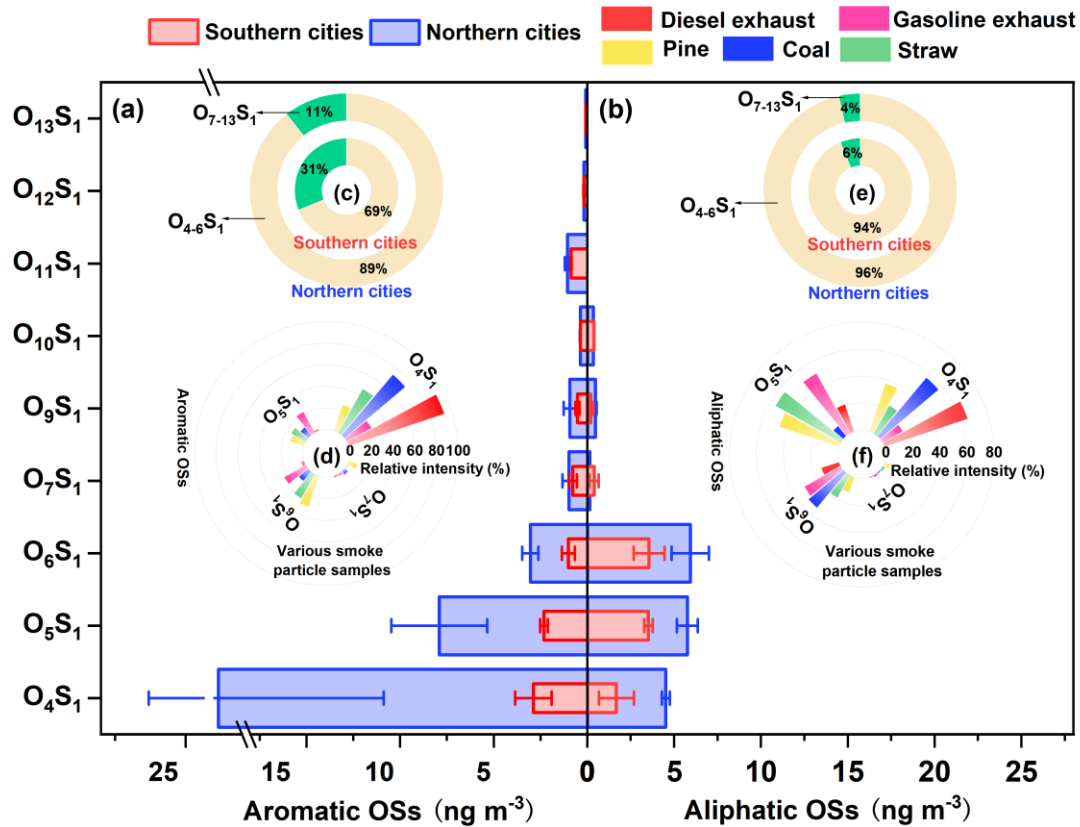 Southern cities Northern cities
Diesel exhaust Gasoline exhaust
Pine Coal Straw
(a) (b)
O₁₃S₁
O₁₂S₁
O₁₁S₁
O₁₀S₁
O₉S₁
O₇S₁
O₆S₁
O₅S₁
O₄S₁
O₇₋₁₃S₁
11%
31%
(c)
O₄₋₆S₁
69%
Southern cities
89%
Northern cities
O₇₋₁₃S₁
4%
6%
(e)
O₄₋₆S₁
94%
Southern cities
96%
Northern cities
Aromatic OSs
O₅S₁
O₄S₁
(d)
0 20 40 60 80 100
Relative intensity (%)
O₆S₁
O₇S₁
Various smoke
particle samples
Aliphatic OSs
O₅S₁
O₄S₁
(f)
0 20 40 60 80
Relative intensity (%)
O₆S₁
O₇S₁
Various smoke
particle samples
25 15 10 5 0 5 10 15 20 25
Aromatic OSs (ng m⁻³) Aliphatic OSs (ng m⁻³)